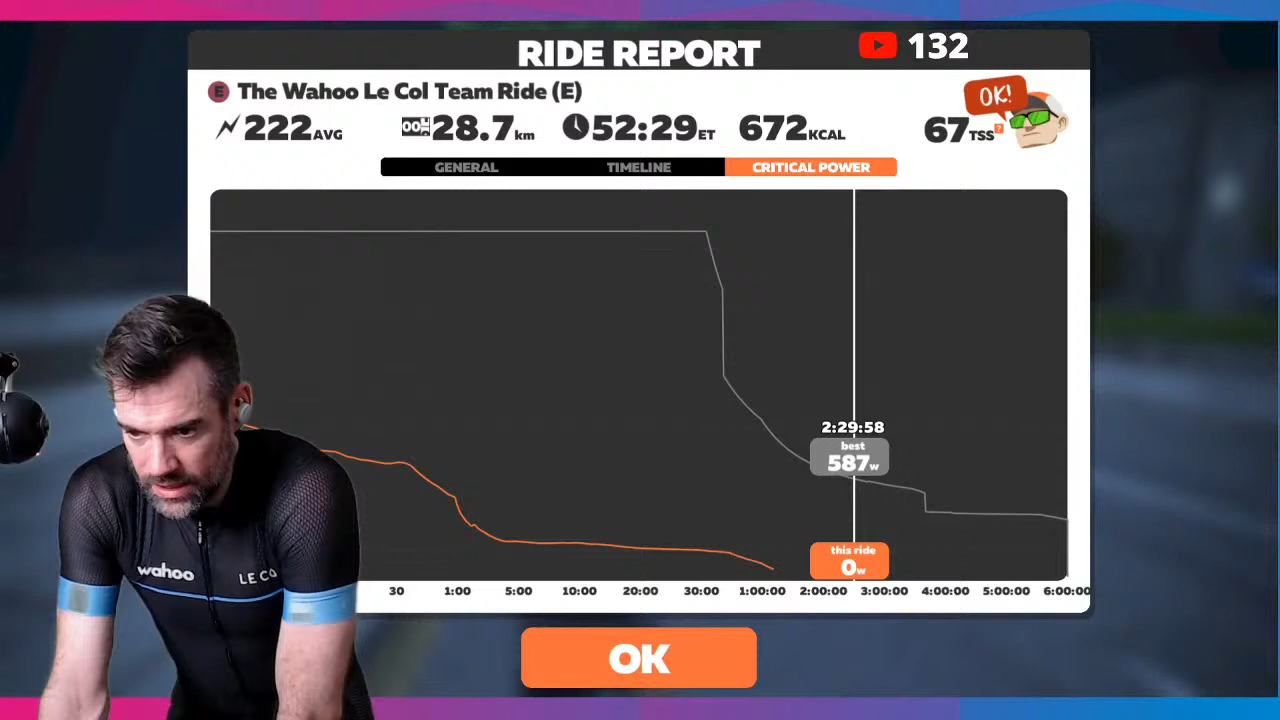 RIDE REPORT
132
E The Wahoo Le Col Team Ride (E)
OK!
222AVG 28.7km 52:29ET 672KCAL 67TSS?
GENERAL TIMELINE CRITICAL POWER
2:29:58
best
587w
this ride
0w
30 1:00 5:00 10:00 20:00 30:00 1:00:00 2:00:00 3:00:00 4:00:00 5:00:00 6:00:00
wahoo LE CO
OK